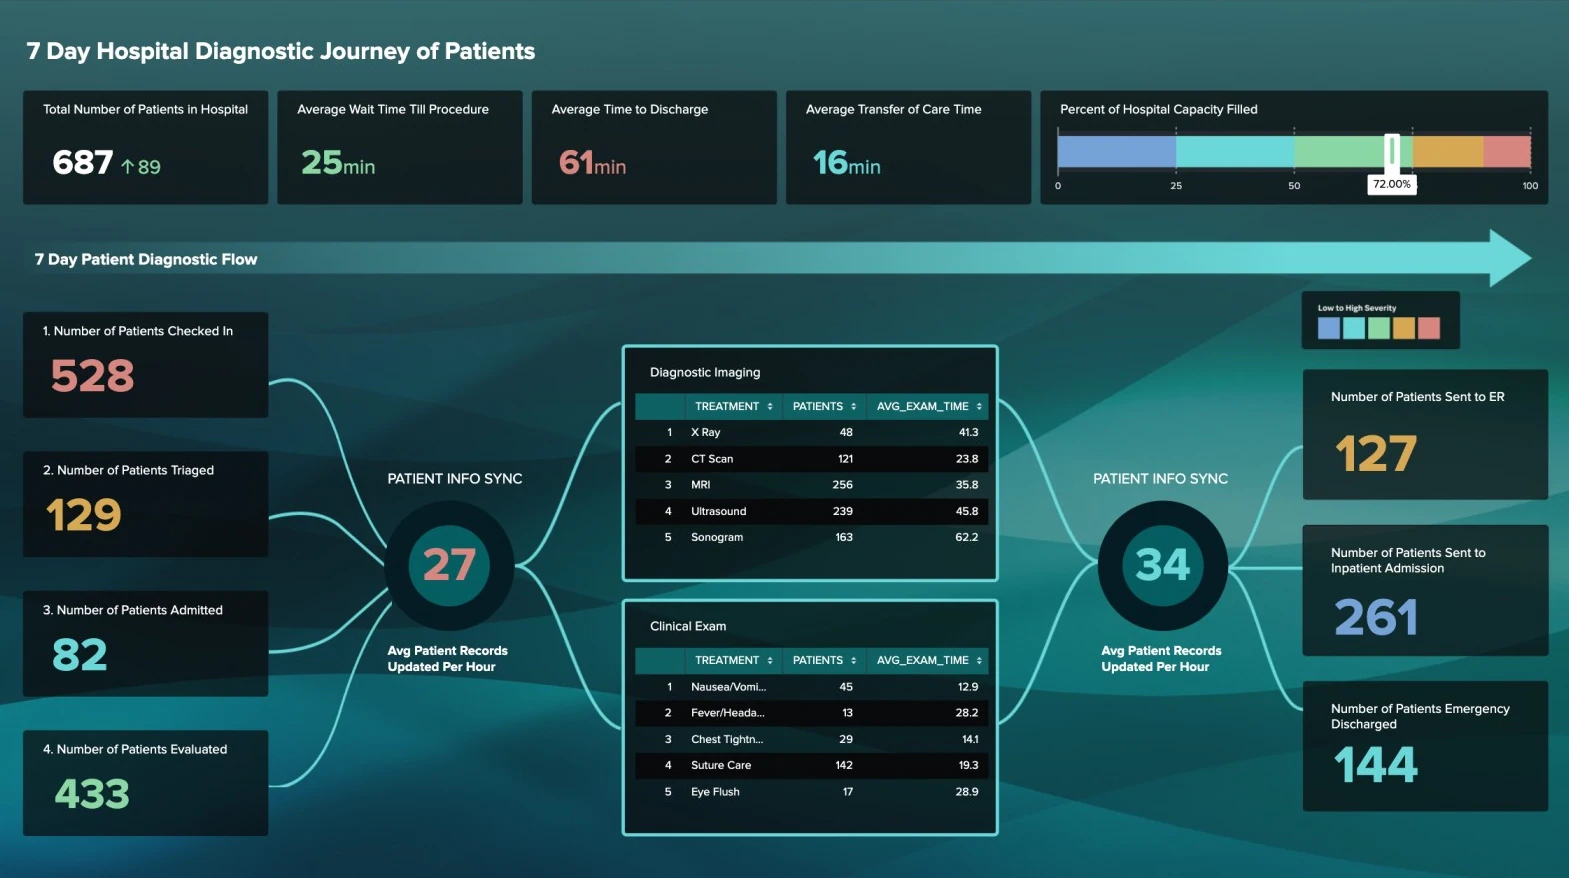 7 Day Hospital Diagnostic Journey of Patients
Total Number of Patients in Hospital
687 ↑89
Average Wait Time Till Procedure
25min
Average Time to Discharge
61min
Average Transfer of Care Time
16min
Percent of Hospital Capacity Filled
0 25 50 100
72.00%
7 Day Patient Diagnostic Flow
1. Number of Patients Checked In
528
2. Number of Patients Triaged
129
3. Number of Patients Admitted
82
4. Number of Patients Evaluated
433
PATIENT INFO SYNC
27
Avg Patient Records
Updated Per Hour
Diagnostic Imaging
TREATMENT PATIENTS AVG_EXAM_TIME
1 X Ray 48 41.3
2 CT Scan 121 23.8
3 MRI 256 35.8
4 Ultrasound 239 45.8
5 Sonogram 163 62.2
Clinical Exam
TREATMENT PATIENTS AVG_EXAM_TIME
1 Nausea/Vomi... 45 12.9
2 Fever/Heada... 13 28.2
3 Chest Tightn... 29 14.1
4 Suture Care 142 19.3
5 Eye Flush 17 28.9
PATIENT INFO SYNC
34
Avg Patient Records
Updated Per Hour
Low to High Severity
Number of Patients Sent to ER
127
Number of Patients Sent to
Inpatient Admission
261
Number of Patients Emergency
Discharged
144